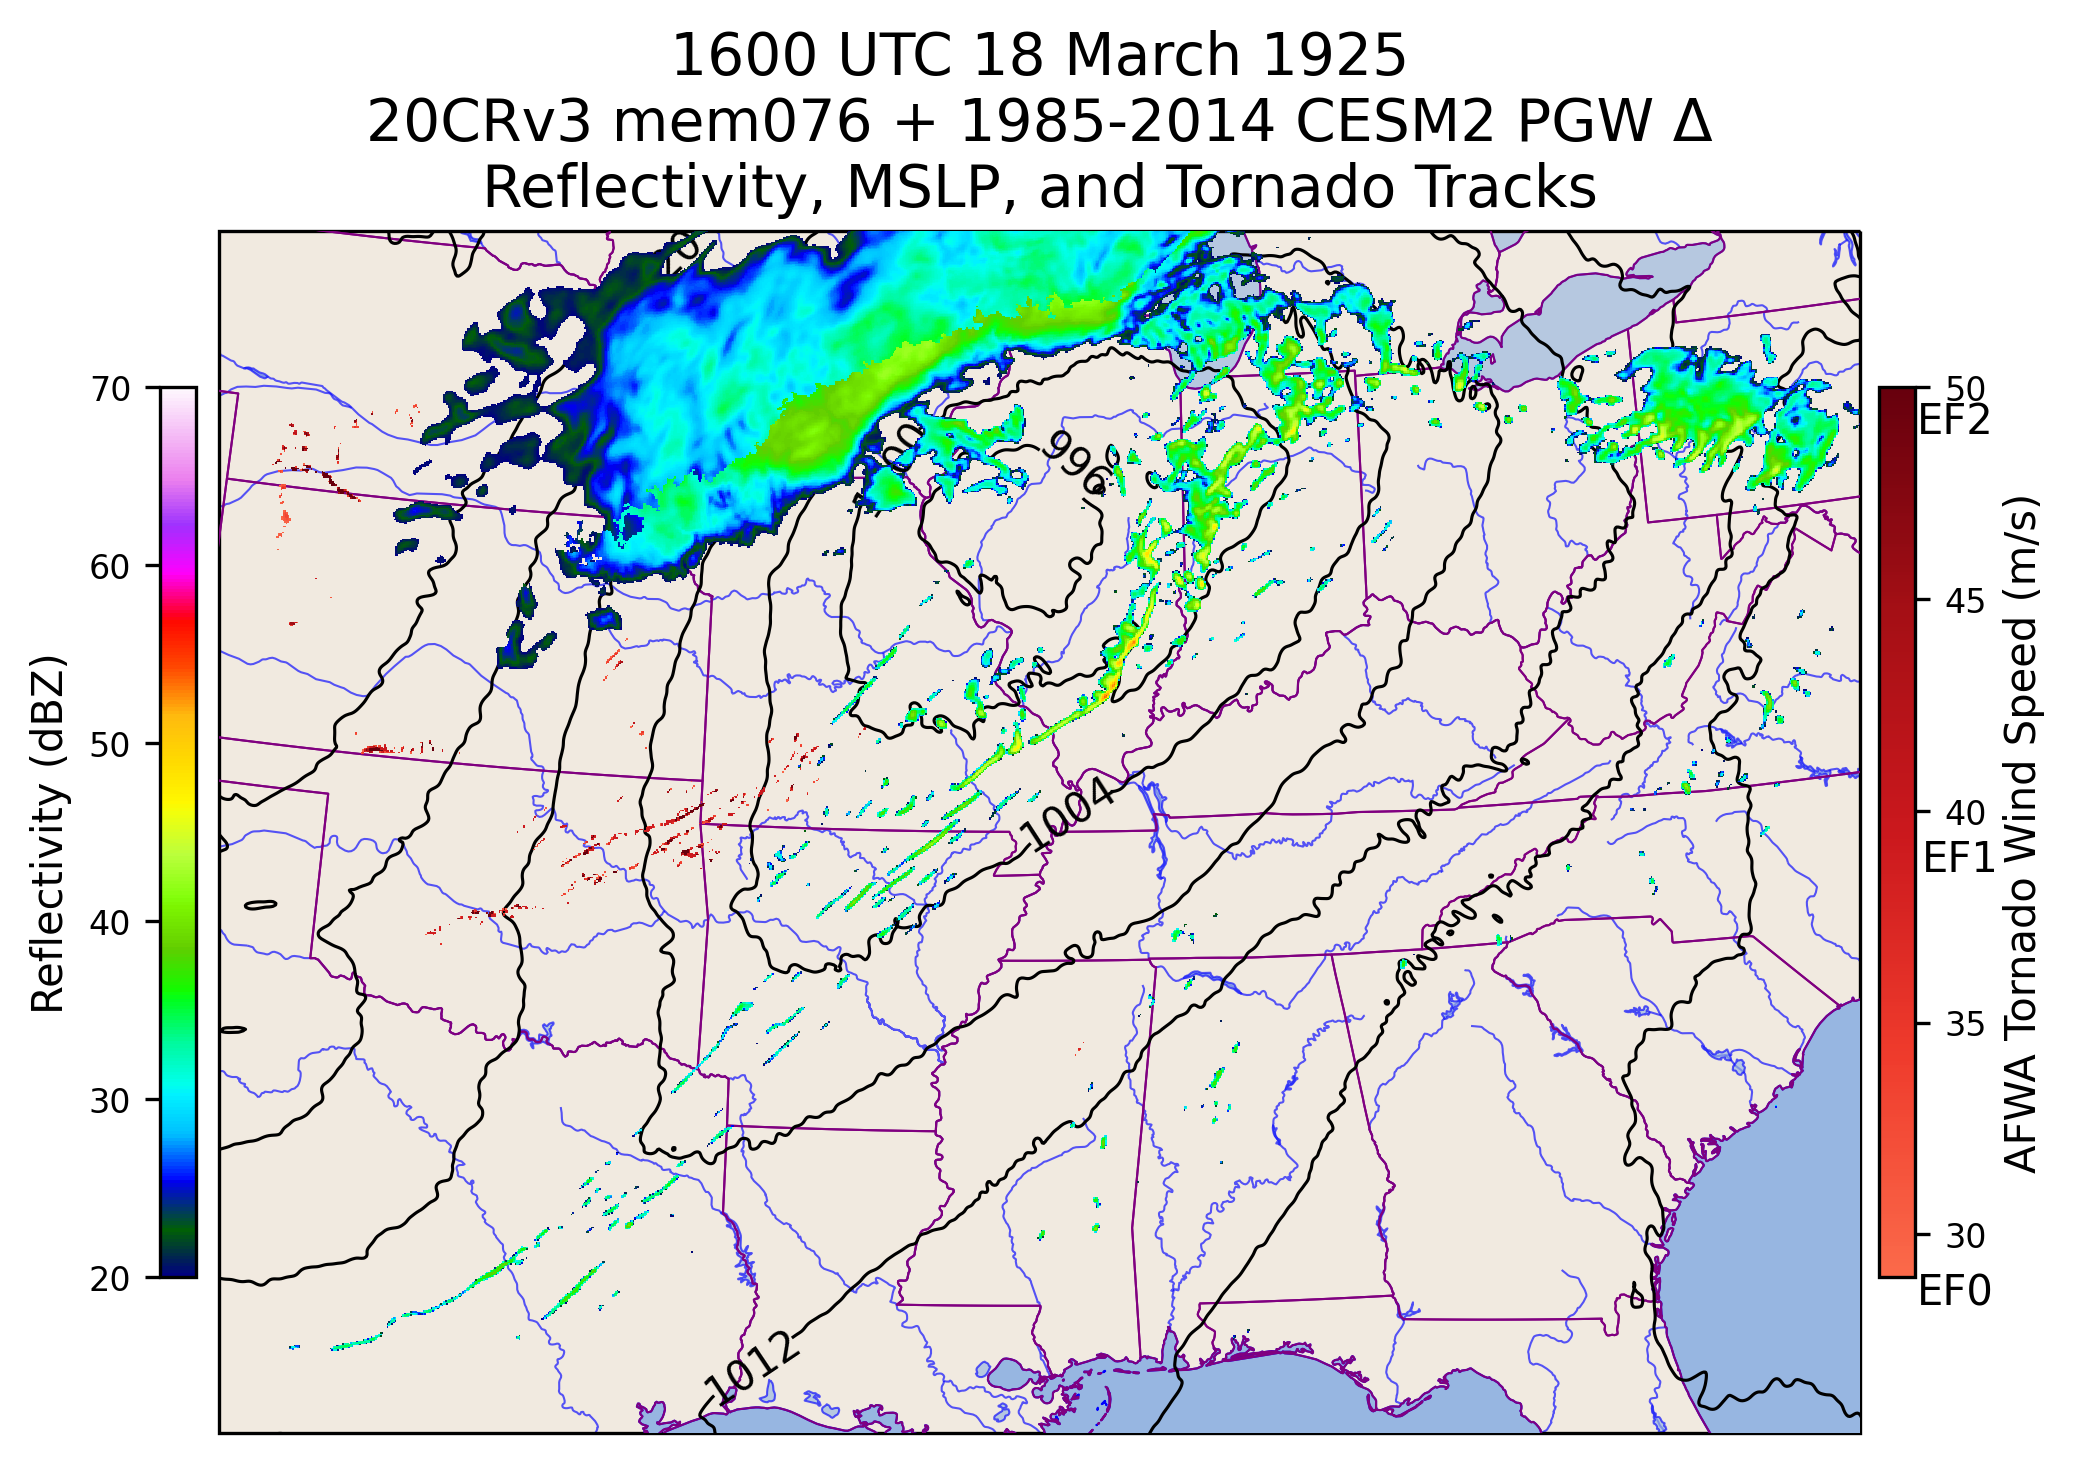 1600 UTC 18 March 1925
20CRv3 mem076 + 1985-2014 CESM2 PGW Δ
Reflectivity, MSLP, and Tornado Tracks
70
60
50
40
30
20
Reflectivity (dBZ)
996
1004
1012
50
EF2
45
40
EF1
35
30
EF0
AFWA Tornado Wind Speed (m/s)